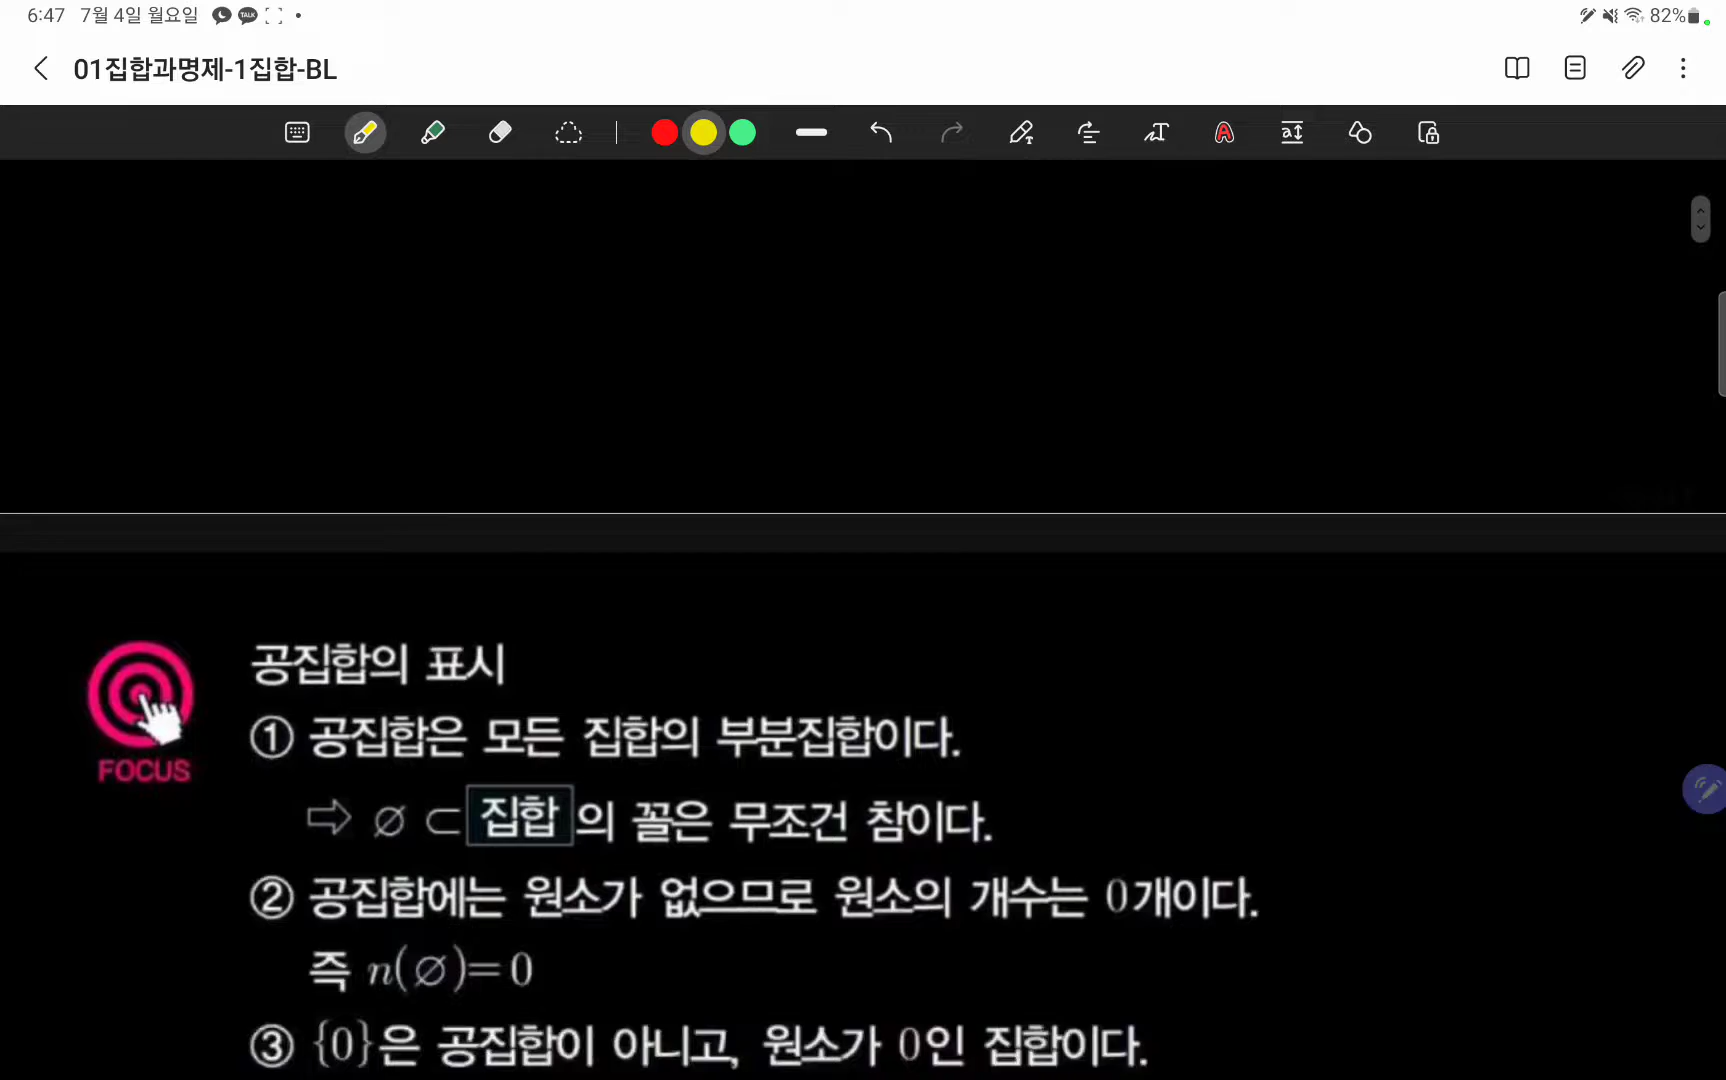 6:47 7월 4일 월요일 TALK 82%
01집합과명제-1집합-BL
공집합의 표시
① 공집합은 모든 집합의 부분집합이다.
FOCUS
⇨ ∅ ⊂ 집합 의 꼴은 무조건 참이다.
② 공집합에는 원소가 없으므로 원소의 개수는 0개이다.
즉 n(∅)=0
③ {0}은 공집합이 아니고, 원소가 0인 집합이다.